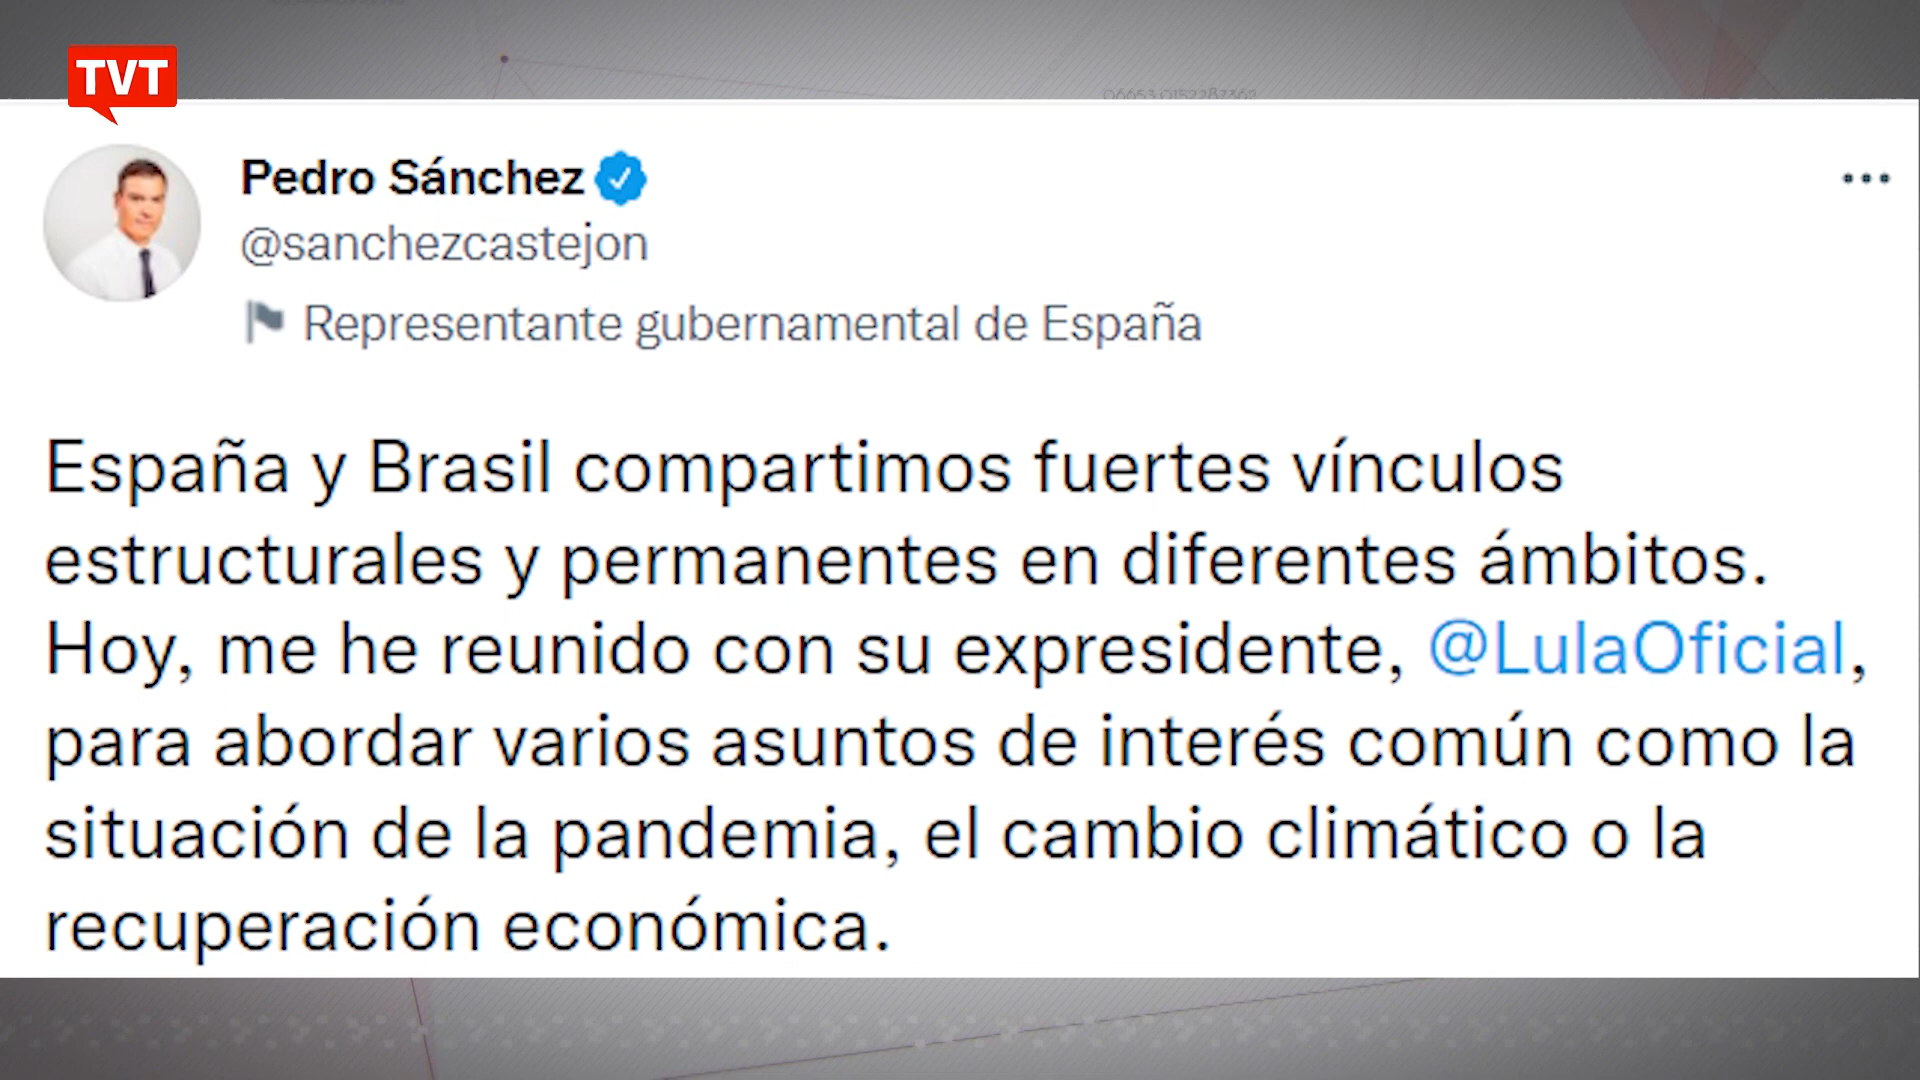 TVT
06653.0152287362
Pedro Sánchez
@sanchezcastejon
Representante gubernamental de España
España y Brasil compartimos fuertes vínculos
estructurales y permanentes en diferentes ámbitos.
Hoy, me he reunido con su expresidente, @LulaOficial,
para abordar varios asuntos de interés común como la
situación de la pandemia, el cambio climático o la
recuperación económica.